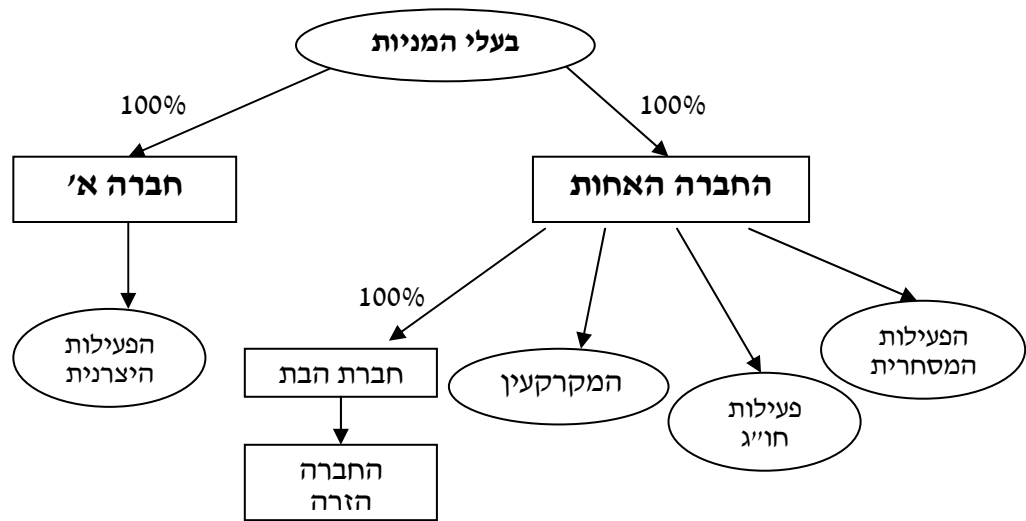 בעלי המניות
100%
100%
חברה א'
החברה האחות
100%
הפעילות
היצרנית
חברת הבת
המקרקעין
פעילות
חו"ג
הפעילות
המסחרית
החברה
הזרה